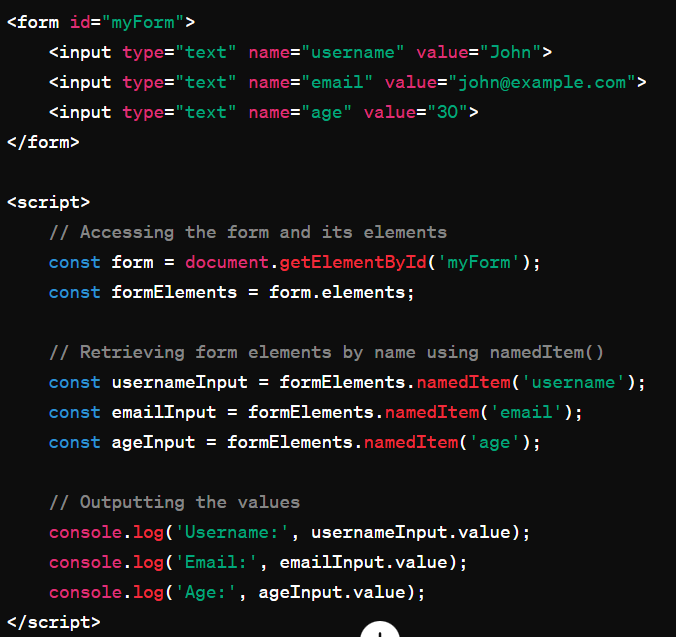 <form id="myForm">
    <input type="text" name="username" value="John">
    <input type="text" name="email" value="john@example.com">
    <input type="text" name="age" value="30">
</form>

<script>
    // Accessing the form and its elements
    const form = document.getElementById('myForm');
    const formElements = form.elements;

    // Retrieving form elements by name using namedItem()
    const usernameInput = formElements.namedItem('username');
    const emailInput = formElements.namedItem('email');
    const ageInput = formElements.namedItem('age');

    // Outputting the values
    console.log('Username:', usernameInput.value);
    console.log('Email:', emailInput.value);
    console.log('Age:', ageInput.value);
</script>